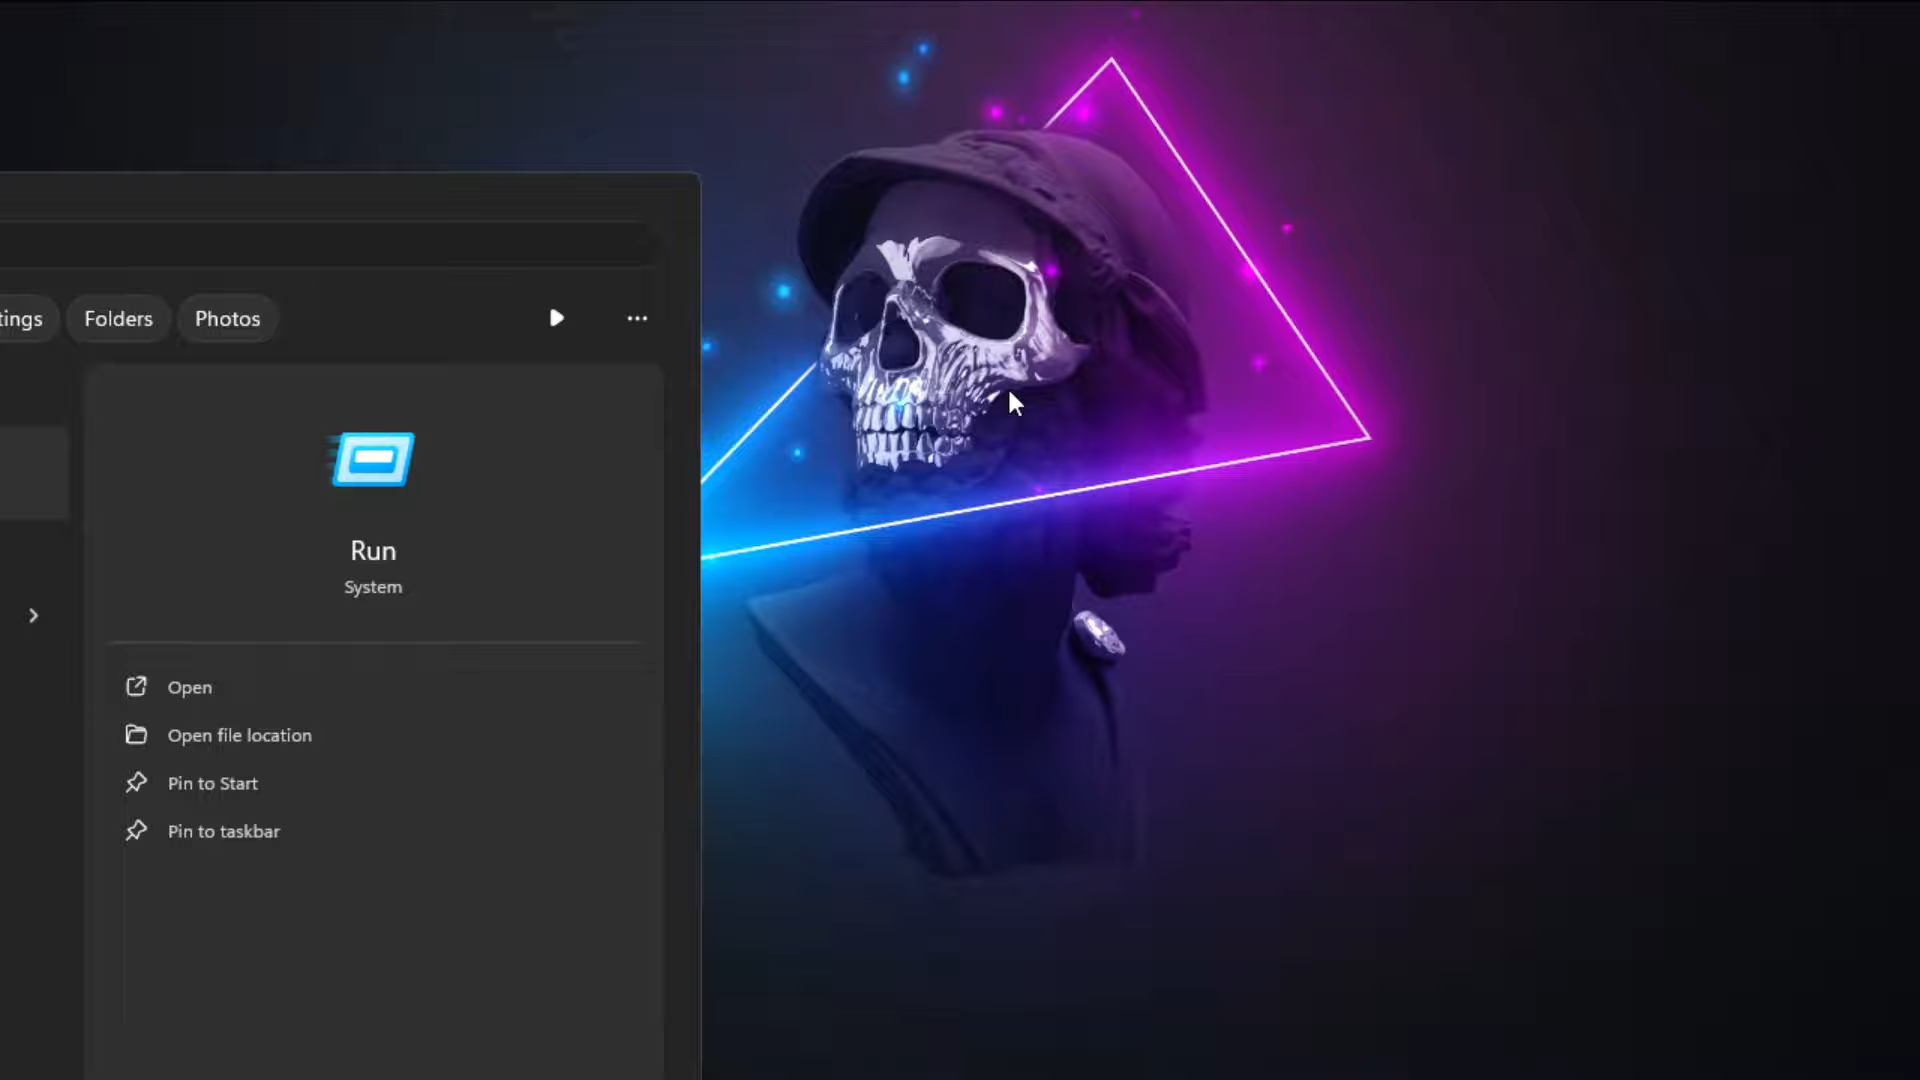 tings Folders Photos
Run
System
Open
Open file location
Pin to Start
Pin to taskbar